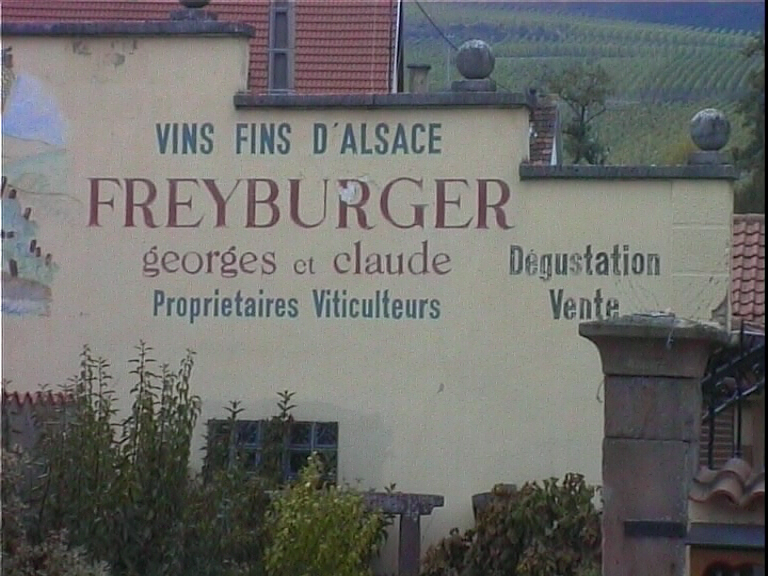 VINS FINS D'ALSACE
FREYBURGER
georges et claude
Dégustation
Proprietaires Viticulteurs
Vente